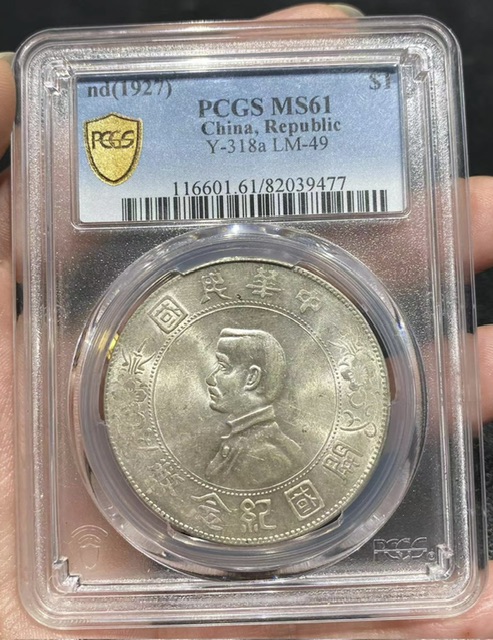 nd(1927) $1
PCGS MS61
China, Republic
Y-318a LM-49
116601.61/82039477
PCGS
中華民國
開國紀念幣
PCGS